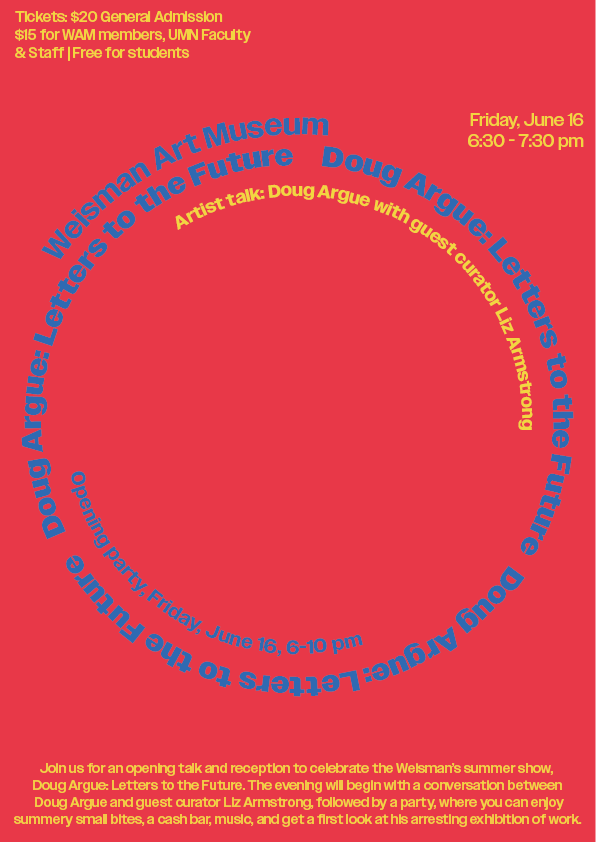 Tickets: $20 General Admission
$15 for WAM members, UMN Faculty
& Staff | Free for students
Friday, June 16
6:30 - 7:30 pm
Weisman Art Museum
Doug Argue: Letters to the Future
Doug Argue: Letters to the Future
Doug Argue: Letters to the Future
Artist talk: Doug Argue with guest curator Liz Armstrong
Opening party, Friday, June 16, 6-10 pm
Join us for an opening talk and reception to celebrate the Weisman's summer show,
Doug Argue: Letters to the Future. The evening will begin with a conversation between
Doug Argue and guest curator Liz Armstrong, followed by a party, where you can enjoy
summery small bites, a cash bar, music, and get a first look at his arresting exhibition of work.